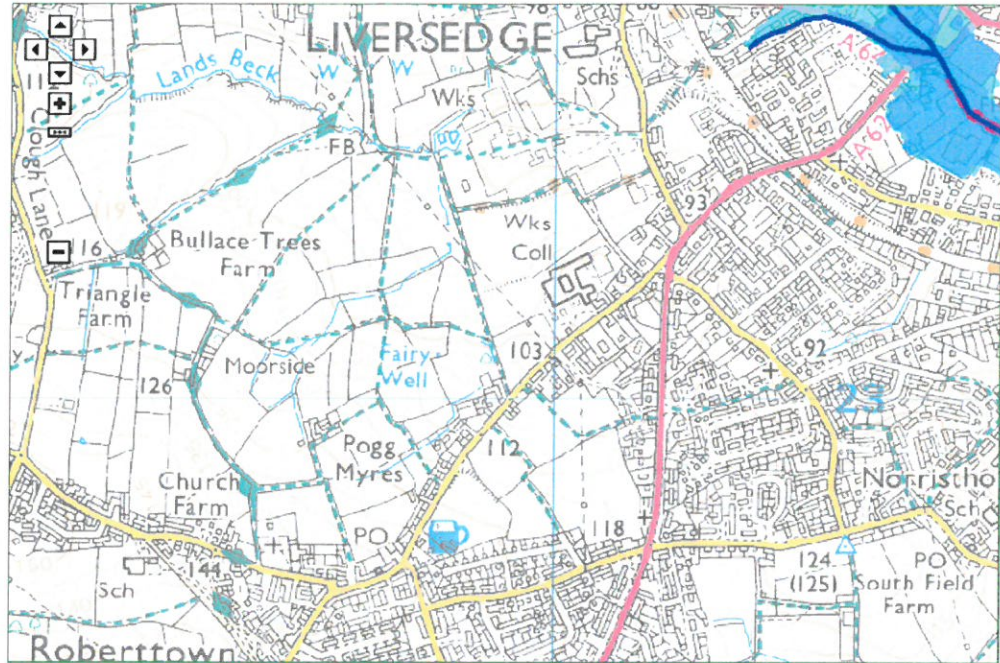 LIVERSEDGE
Lands Beck
W
W
Wks
Schs
A 62
A 62
Clough Lane
FB
93
Wks
Coll
116
Bullace Trees
Farm
Triangle
Farm
Moorside
Fairy
Well
103
92
126
23
Pogg
Myres
112
Norristho
Sch
Church
Farm
PO
118
144
124
(125)
PO
South Field
Farm
Sch
Roberttown